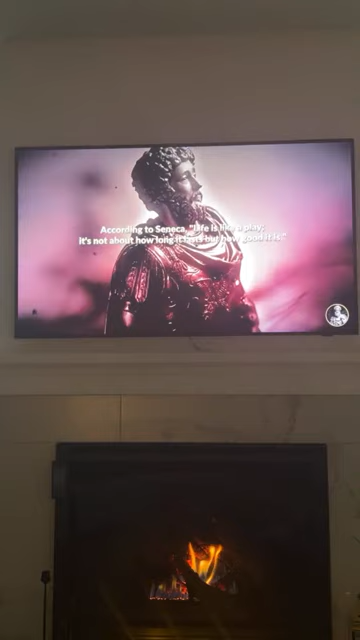 According to Seneca, "Life is like a play;
it's not about how long it lasts but how good it is."